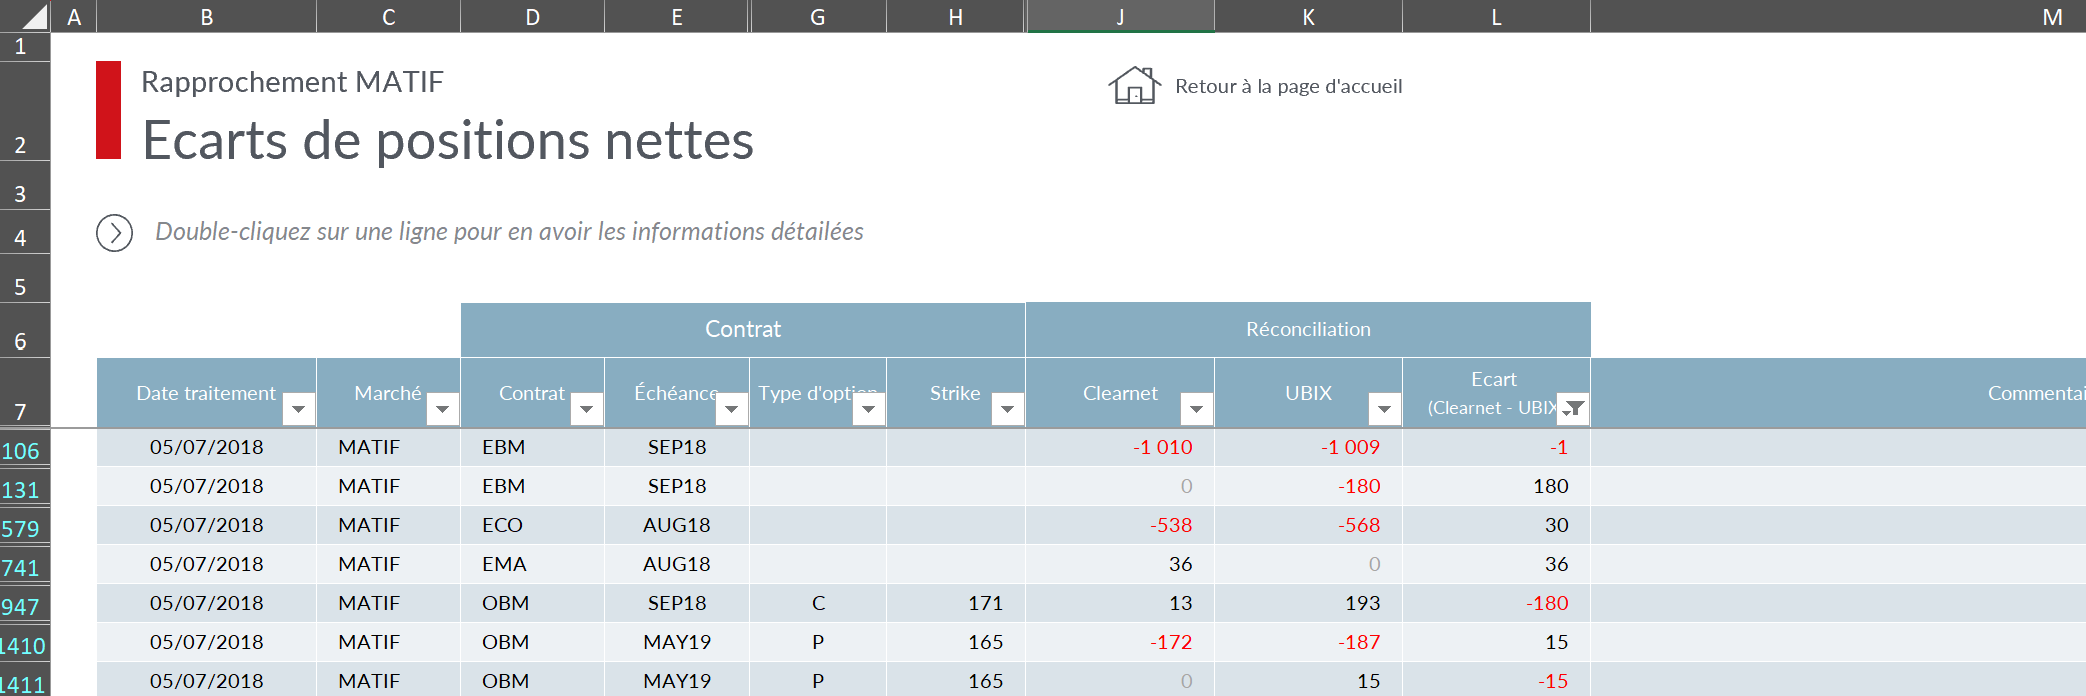 A B C D E G H J K L M
1
Rapprochement MATIF
Retour à la page d'accueil
2 Ecarts de positions nettes
3
4 Double-cliquez sur une ligne pour en avoir les informations détailées
5
6 Contrat Réconciliation
7 Date traitement Marché Contrat Échéance Type d'option Strike Clearnet UBIX Ecart
(Clearnet - UBIX Commentai
106 05/07/2018 MATIF EBM SEP18 -1 010 -1 009 -1
131 05/07/2018 MATIF EBM SEP18 0 -180 180
579 05/07/2018 MATIF ECO AUG18 -538 -568 30
741 05/07/2018 MATIF EMA AUG18 36 0 36
947 05/07/2018 MATIF OBM SEP18 C 171 13 193 -180
1410 05/07/2018 MATIF OBM MAY19 P 165 -172 -187 15
1411 05/07/2018 MATIF OBM MAY19 P 165 0 15 -15